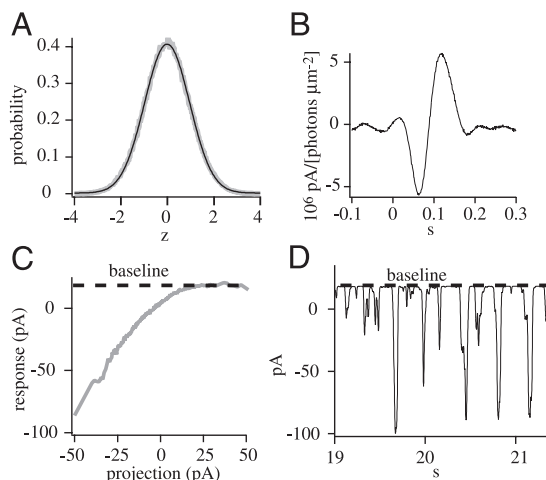 A
probability
0.4
0.3
0.2
0.1
0
-4
-2
0
2
4
z
B
10⁶ pA/[photons µm⁻²]
5
0
-5
-0.1
0
0.1
0.2
0.3
s
C
baseline
response (pA)
0
-50
-100
-50
-25
0
25
50
projection (pA)
D
baseline
pA
0
-50
-100
19
20
21
s